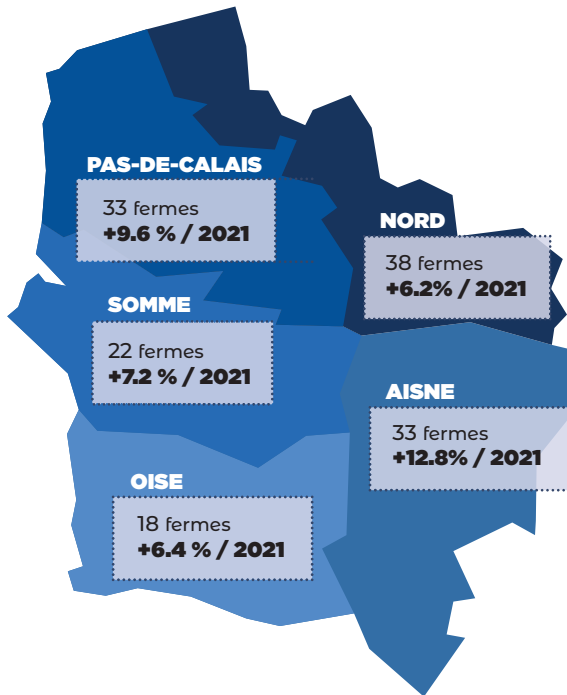 PAS-DE-CALAIS
33 fermes
+9.6 % / 2021
NORD
38 fermes
+6.2% / 2021
SOMME
22 fermes
+7.2 % / 2021
AISNE
33 fermes
+12.8% / 2021
OISE
18 fermes
+6.4 % / 2021